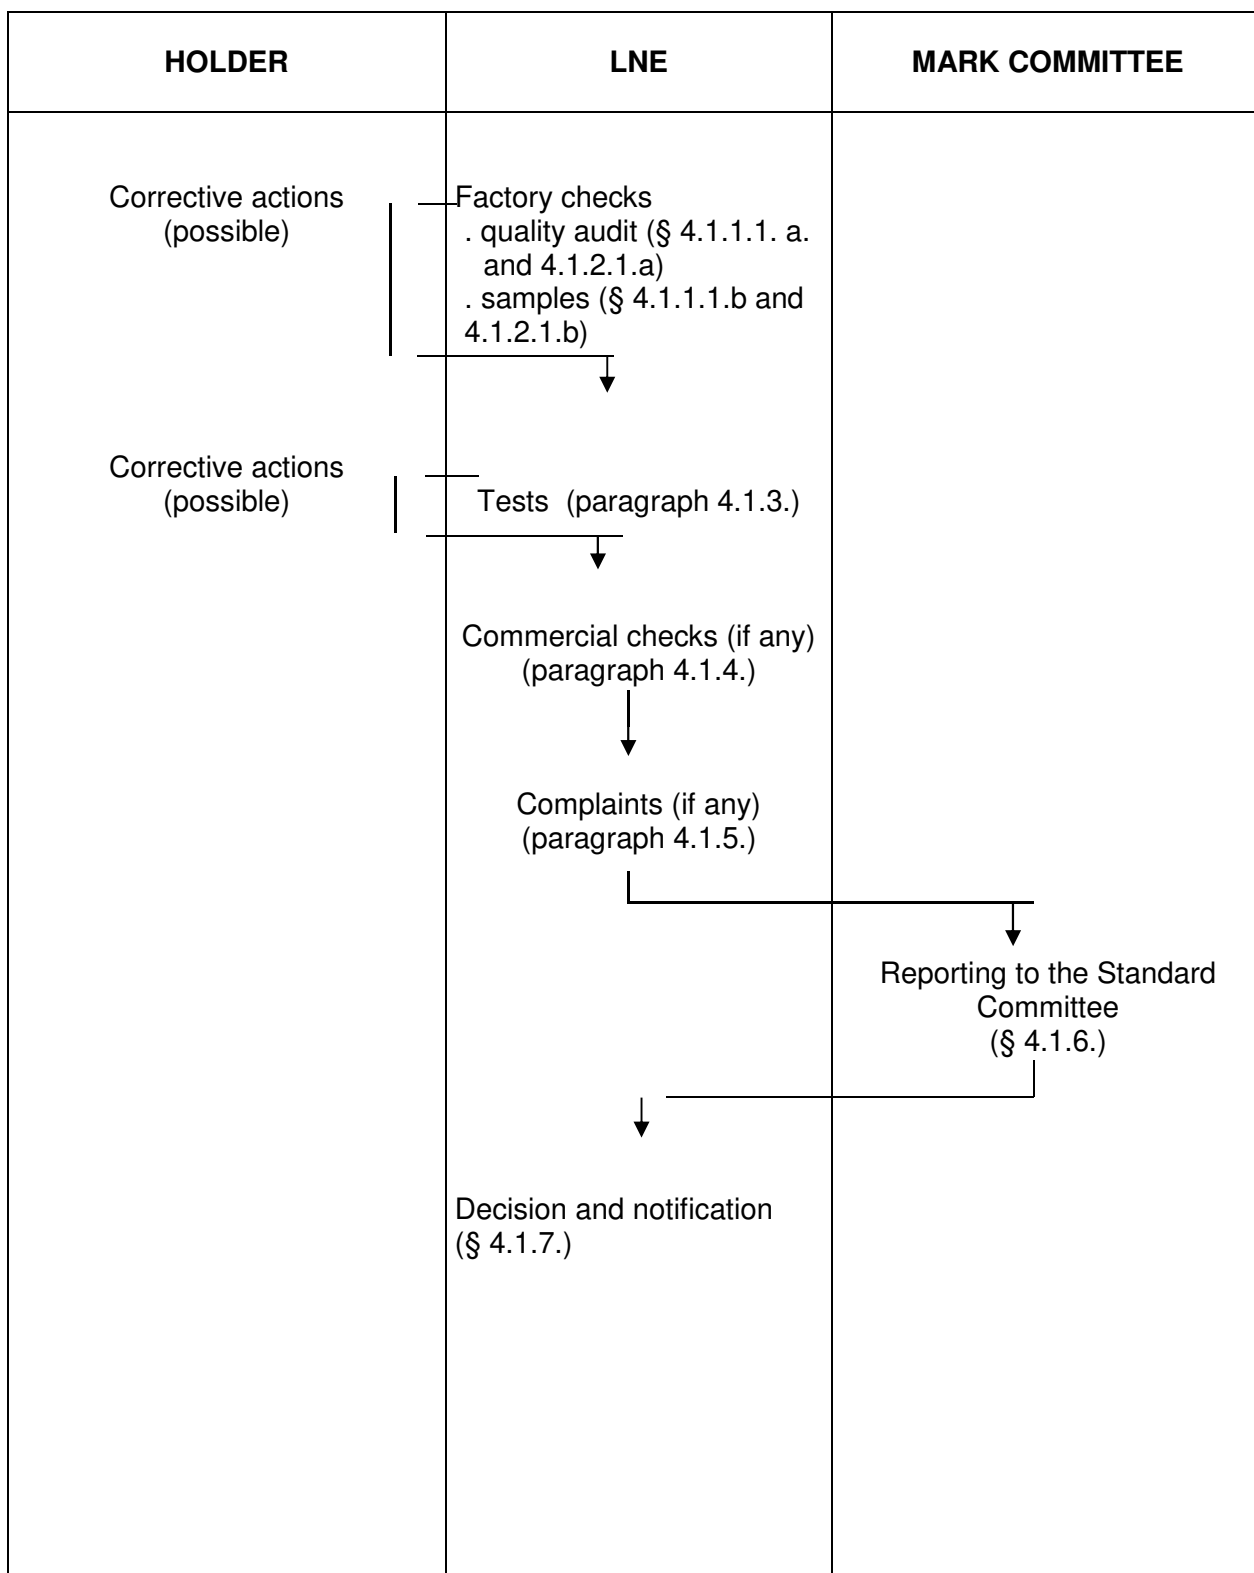 HOLDER
LNE
MARK COMMITTEE
Corrective actions
(possible)
Factory checks
. quality audit (§ 4.1.1.1. a.
and 4.1.2.1.a)
. samples (§ 4.1.1.1.b and
4.1.2.1.b)
Corrective actions
(possible)
Tests (paragraph 4.1.3.)
Commercial checks (if any)
(paragraph 4.1.4.)
Complaints (if any)
(paragraph 4.1.5.)
Reporting to the Standard
Committee
(§ 4.1.6.)
Decision and notification
(§ 4.1.7.)